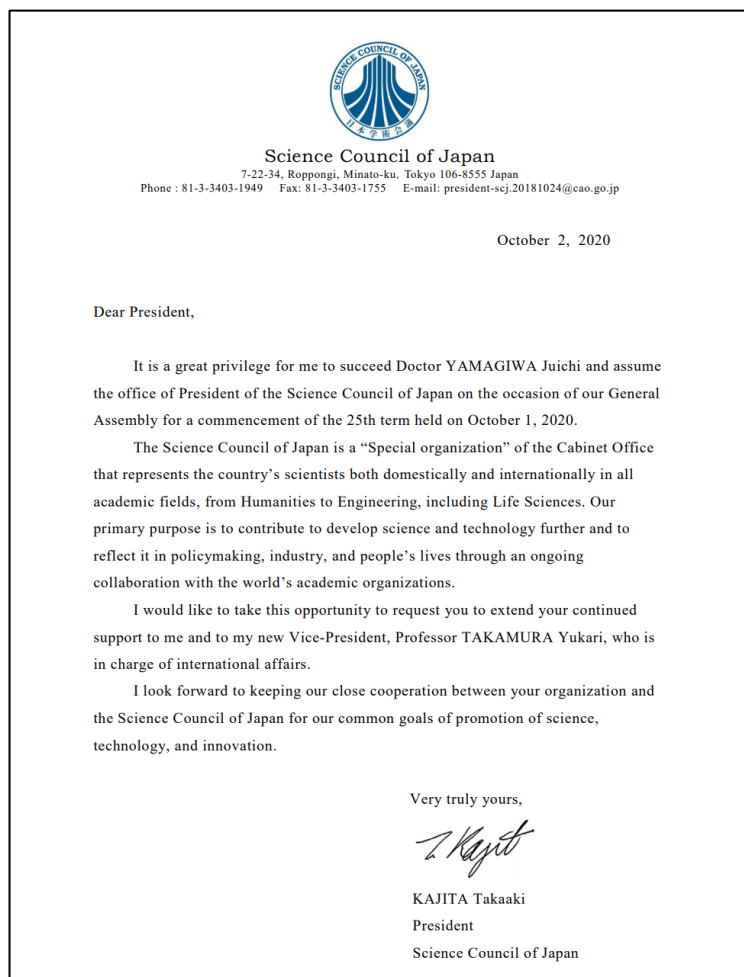 SCIENCE COUNCIL OF JAPAN
日本学術会議
Science Council of Japan
7-22-34, Roppongi, Minato-ku, Tokyo 106-8555 Japan
Phone : 81-3-3403-1949 Fax: 81-3-3403-1755 E-mail: president-scj.20181024@cao.go.jp
October 2, 2020
Dear President,
It is a great privilege for me to succeed Doctor YAMAGIWA Juichi and assume
the office of President of the Science Council of Japan on the occasion of our General
Assembly for a commencement of the 25th term held on October 1, 2020.
The Science Council of Japan is a “Special organization” of the Cabinet Office
that represents the country’s scientists both domestically and internationally in all
academic fields, from Humanities to Engineering, including Life Sciences. Our
primary purpose is to contribute to develop science and technology further and to
reflect it in policymaking, industry, and people’s lives through an ongoing
collaboration with the world’s academic organizations.
I would like to take this opportunity to request you to extend your continued
support to me and to my new Vice-President, Professor TAKAMURA Yukari, who is
in charge of international affairs.
I look forward to keeping our close cooperation between your organization and
the Science Council of Japan for our common goals of promotion of science,
technology, and innovation.
Very truly yours,
T. Kajita
KAJITA Takaaki
President
Science Council of Japan